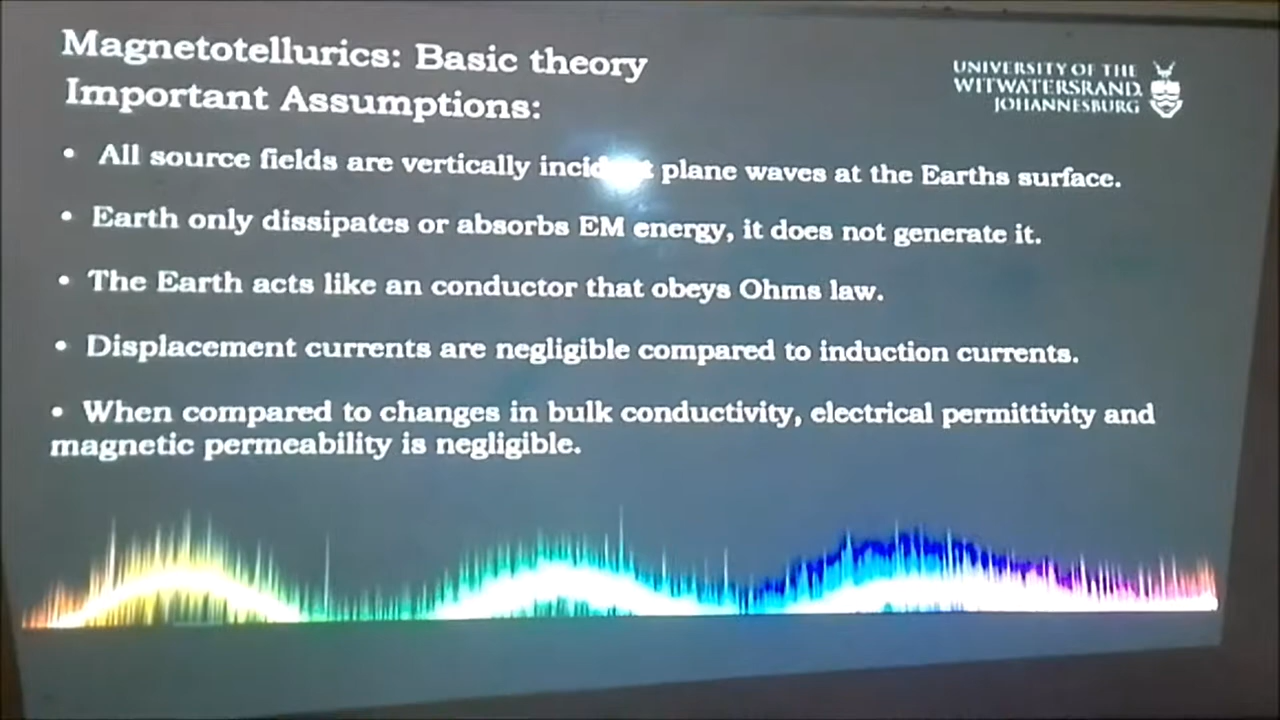 Magnetotellurics: Basic theory
Important Assumptions:
UNIVERSITY OF THE
WITWATERSRAND,
JOHANNESBURG
• All source fields are vertically incident plane waves at the Earths surface.
• Earth only dissipates or absorbs EM energy, it does not generate it.
• The Earth acts like an conductor that obeys Ohms law.
• Displacement currents are negligible compared to induction currents.
• When compared to changes in bulk conductivity, electrical permittivity and
magnetic permeability is negligible.